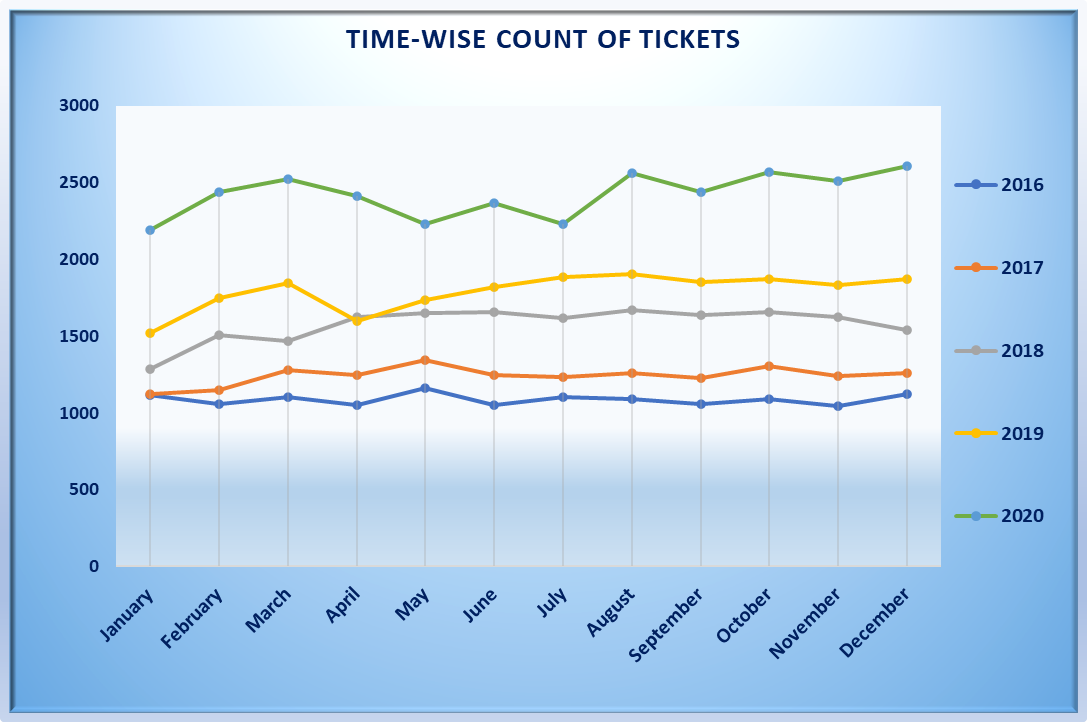 TIME-WISE COUNT OF TICKETS
3000
2500
2000
1500
1000
500
0
January
February
March
April
May
June
July
August
September
October
November
December
2016
2017
2018
2019
2020